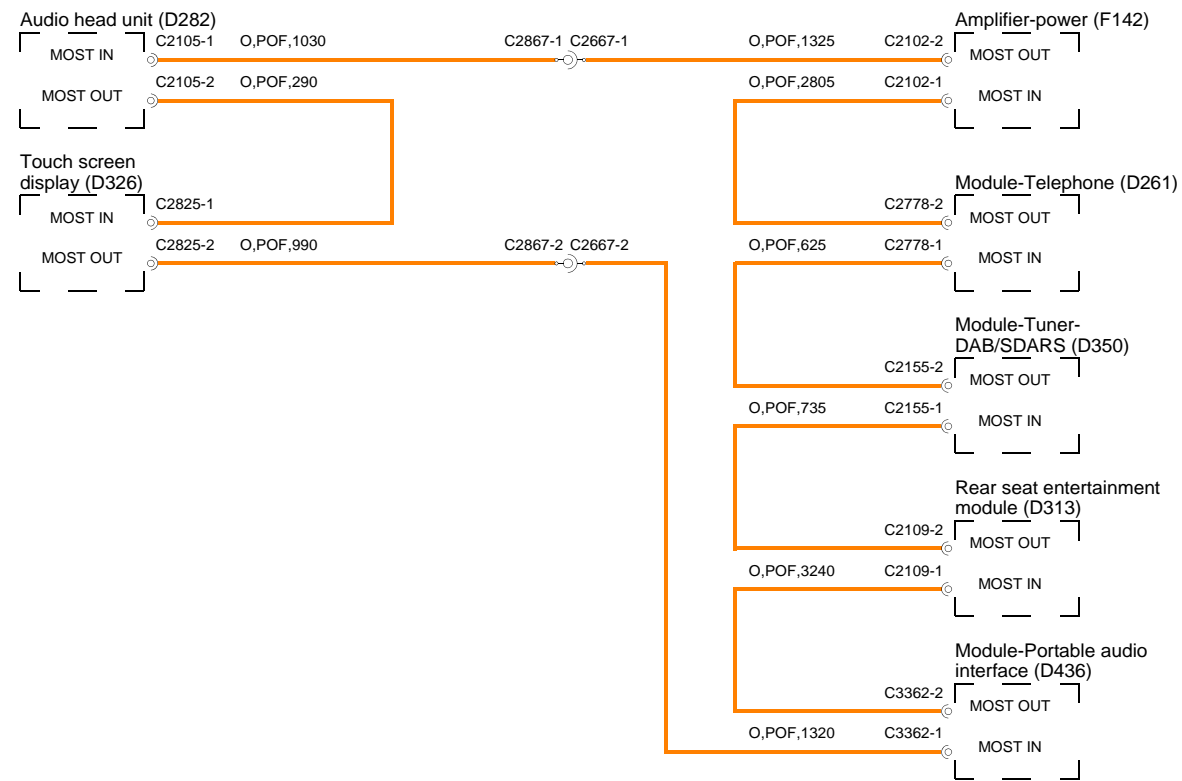 Audio head unit (D282)
MOST IN
C2105-1
O,POF,1030
C2867-1
C2667-1
MOST OUT
C2105-2
O,POF,290
Touch screen
display (D326)
MOST IN
C2825-1
MOST OUT
C2825-2
O,POF,990
C2867-2
C2667-2
Amplifier-power (F142)
O,POF,1325
C2102-2
MOST OUT
O,POF,2805
C2102-1
MOST IN
Module-Telephone (D261)
C2778-2
MOST OUT
O,POF,625
C2778-1
MOST IN
Module-Tuner-
DAB/SDARS (D350)
C2155-2
MOST OUT
O,POF,735
C2155-1
MOST IN
Rear seat entertainment
module (D313)
C2109-2
MOST OUT
O,POF,3240
C2109-1
MOST IN
Module-Portable audio
interface (D436)
C3362-2
MOST OUT
O,POF,1320
C3362-1
MOST IN